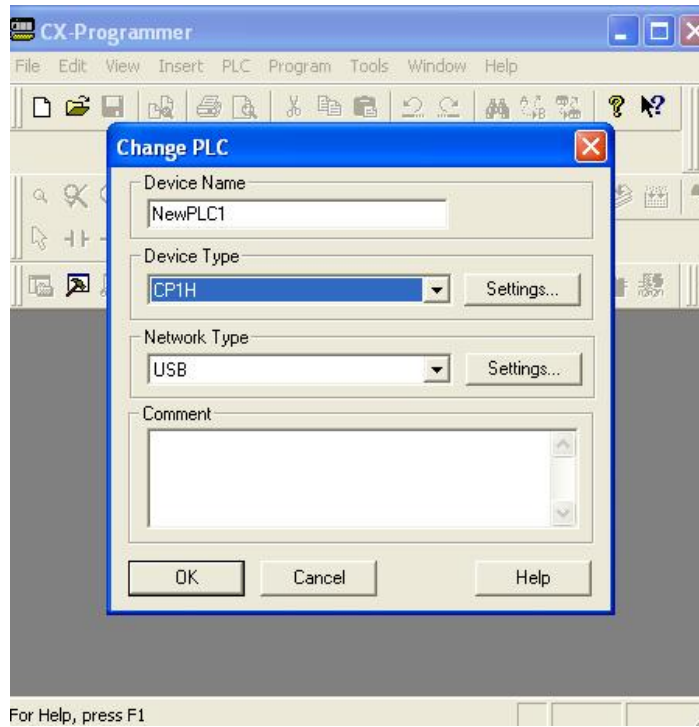 CX-Programmer
File Edit View Insert PLC Program Tools Window Help
Change PLC
Device Name
NewPLC1
Device Type
CP1H
Settings...
Network Type
USB
Settings...
Comment
OK Cancel Help
For Help, press F1